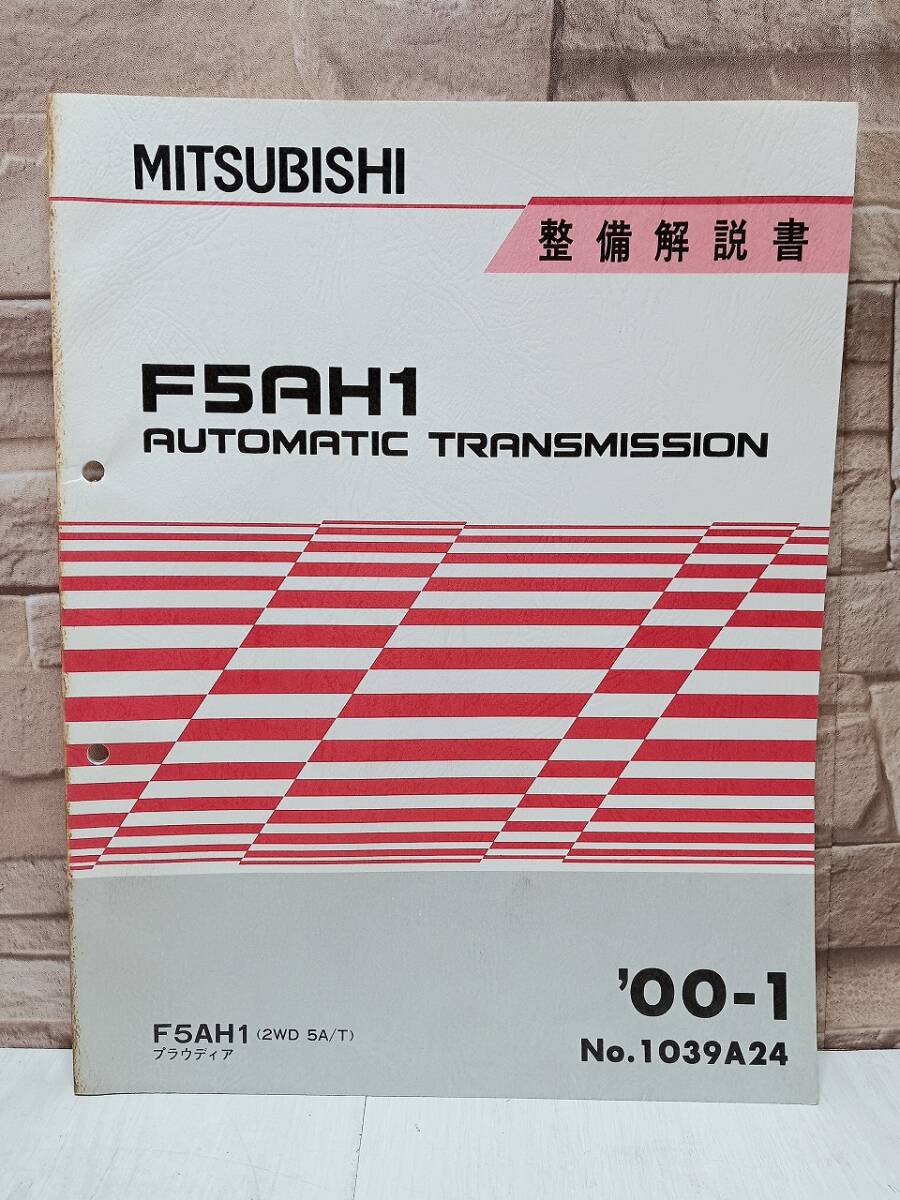 MITSUBISHI
整備解説書
F5AH1
AUTOMATIC TRANSMISSION
'00-1
F5AH1 (2WD 5A/T)
プラウディア
No.1039A24